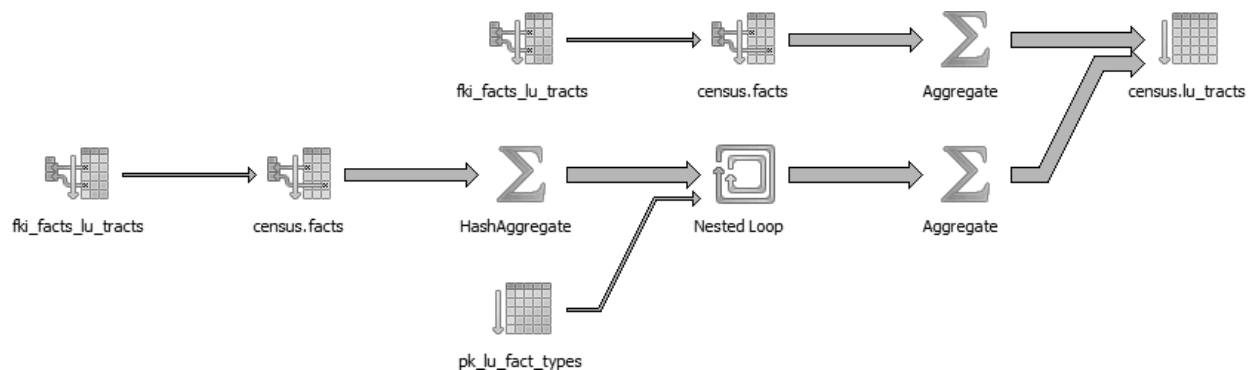 fki_facts_lu_tracts
census.facts
Aggregate
census.lu_tracts
fki_facts_lu_tracts
census.facts
HashAggregate
Nested Loop
Aggregate
pk_lu_fact_types